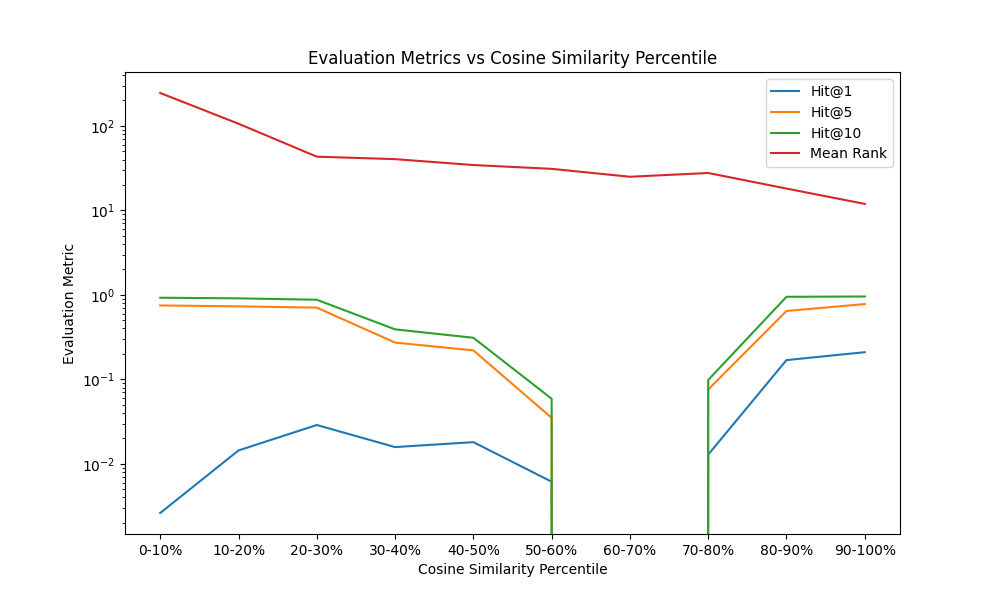 Evaluation Metrics vs Cosine Similarity Percentile
Hit@1
Hit@5
Hit@10
Mean Rank
Evaluation Metric
10²
10¹
10⁰
10⁻¹
10⁻²
0-10% 10-20% 20-30% 30-40% 40-50% 50-60% 60-70% 70-80% 80-90% 90-100%
Cosine Similarity Percentile